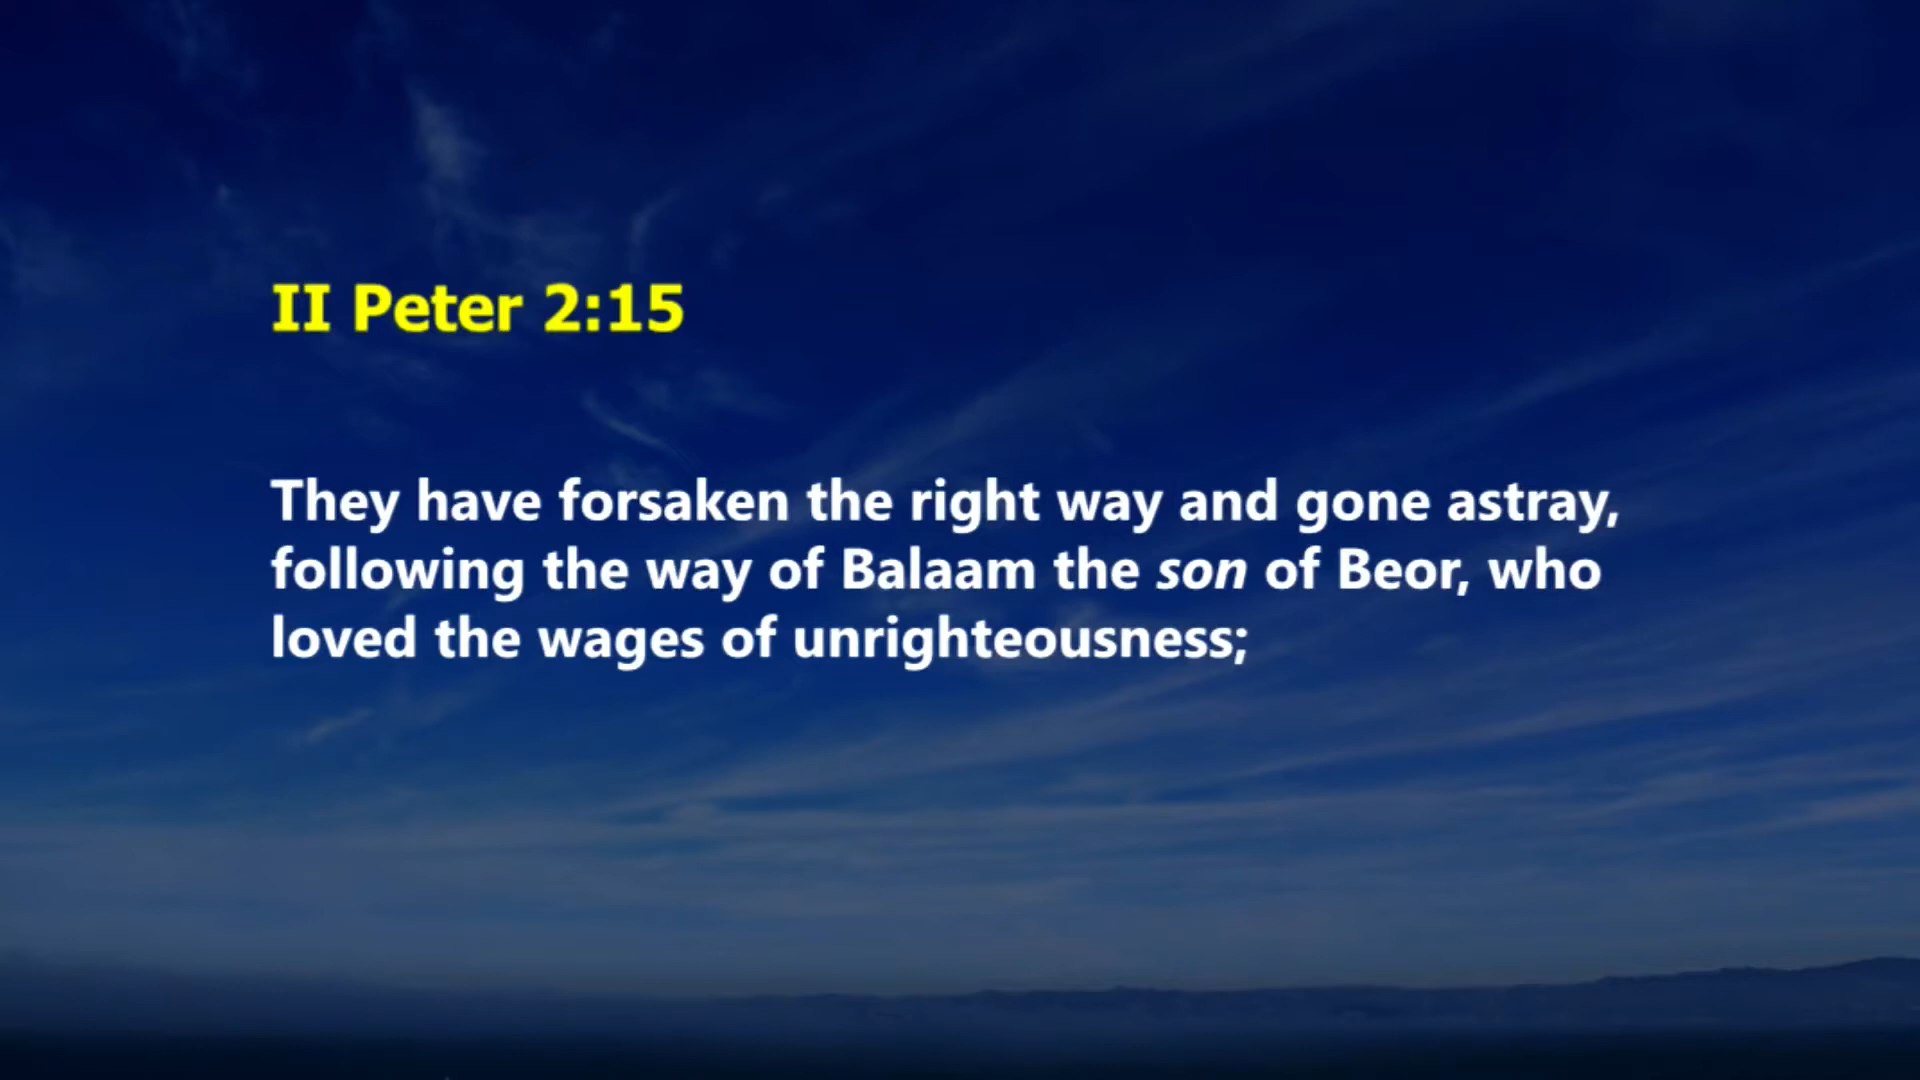 II Peter 2:15
They have forsaken the right way and gone astray,
following the way of Balaam the son of Beor, who
loved the wages of unrighteousness;